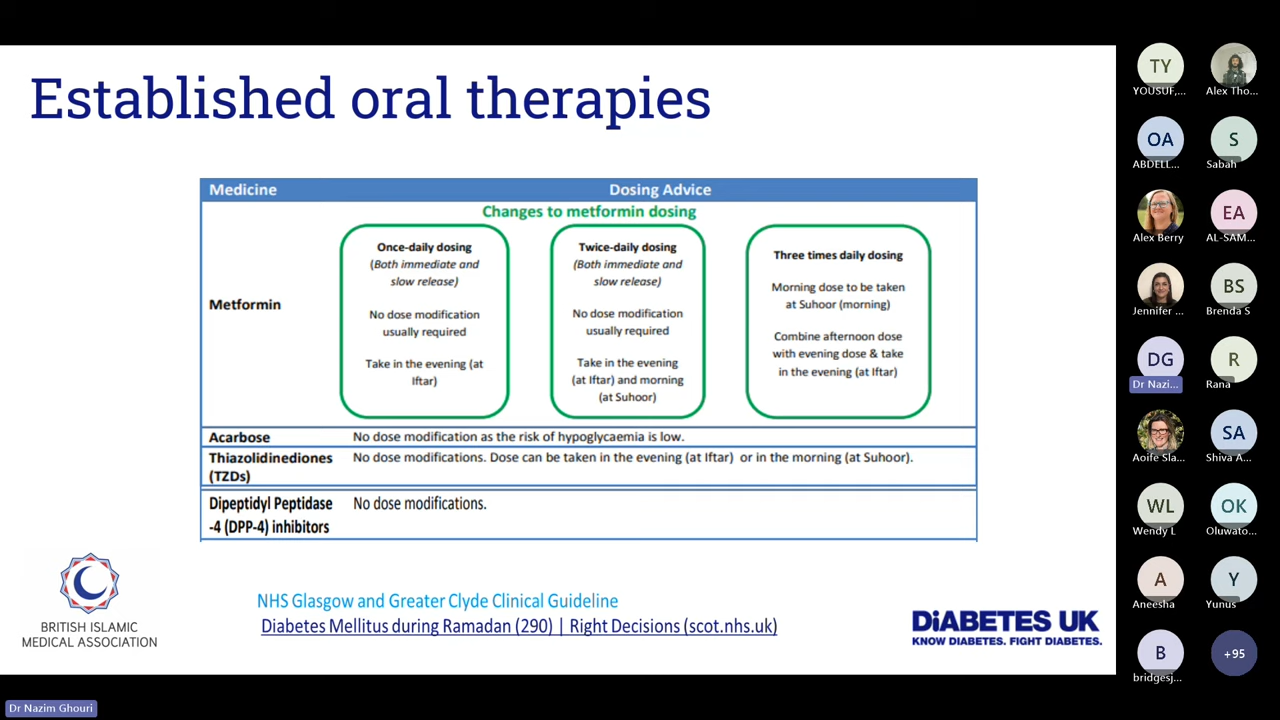 Established oral therapies
Medicine
Dosing Advice
Changes to metformin dosing
Metformin
Once-daily dosing
(Both immediate and
slow release)
No dose modification
usually required
Take in the evening (at
Iftar)
Twice-daily dosing
(Both immediate and
slow release)
No dose modification
usually required
Take in the evening
(at Iftar) and morning
(at Suhoor)
Three times daily dosing
Morning dose to be taken
at Suhoor (morning)
Combine afternoon dose
with evening dose & take
in the evening (at Iftar)
Acarbose
No dose modification as the risk of hypoglycaemia is low.
Thiazolidinediones
(TZDs)
No dose modifications. Dose can be taken in the evening (at Iftar) or in the morning (at Suhoor).
Dipeptidyl Peptidase
-4 (DPP-4) inhibitors
No dose modifications.
BRITISH ISLAMIC
MEDICAL ASSOCIATION
NHS Glasgow and Greater Clyde Clinical Guideline
Diabetes Mellitus during Ramadan (290) | Right Decisions (scot.nhs.uk)
DiABETES UK
KNOW DIABETES. FIGHT DIABETES.
TY
YOUSUF,...
Alex Tho...
OA
ABDELL...
S
Sabah
Alex Berry
EA
AL-SAM...
Jennifer ...
BS
Brenda S
DG
Dr Nazi...
R
Rana
Aoife Sla...
SA
Shiva A...
WL
Wendy L
OK
Oluwato...
A
Aneesha
Y
Yunus
B
bridgesj...
+95
Dr Nazim Ghouri